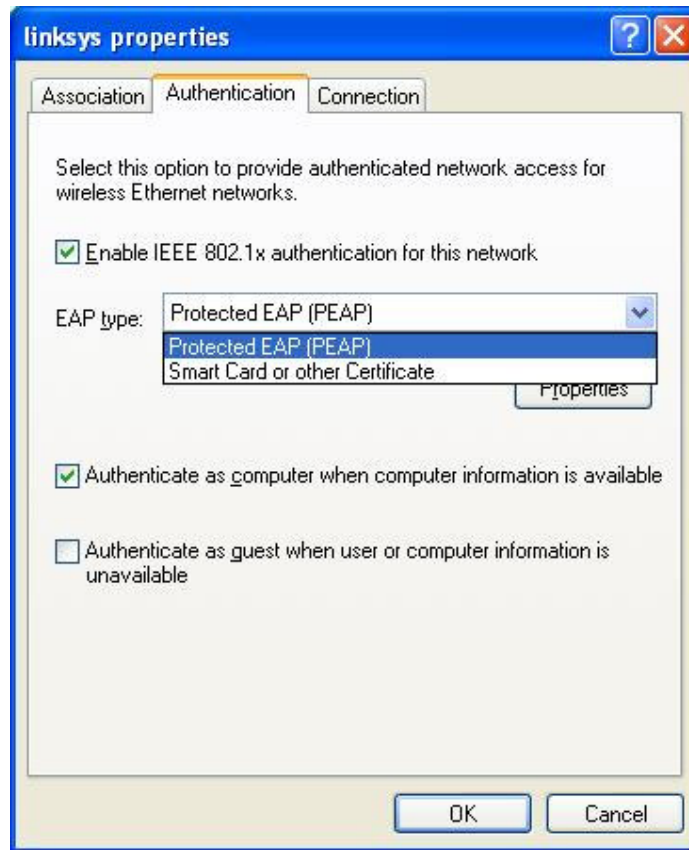 linksys properties
Association Authentication Connection
Select this option to provide authenticated network access for
wireless Ethernet networks.
Enable IEEE 802.1x authentication for this network
EAP type: Protected EAP (PEAP)
Protected EAP (PEAP)
Smart Card or other Certificate
Properties
Authenticate as computer when computer information is available
Authenticate as guest when user or computer information is
unavailable
OK Cancel